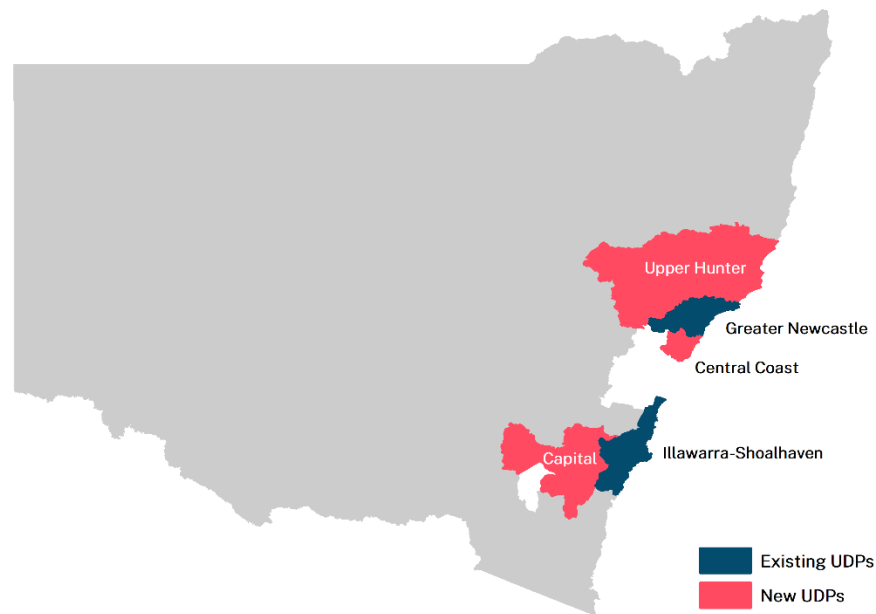 Upper Hunter
Greater Newcastle
Central Coast
Capital
Illawarra-Shoalhaven
Existing UDPs
New UDPs